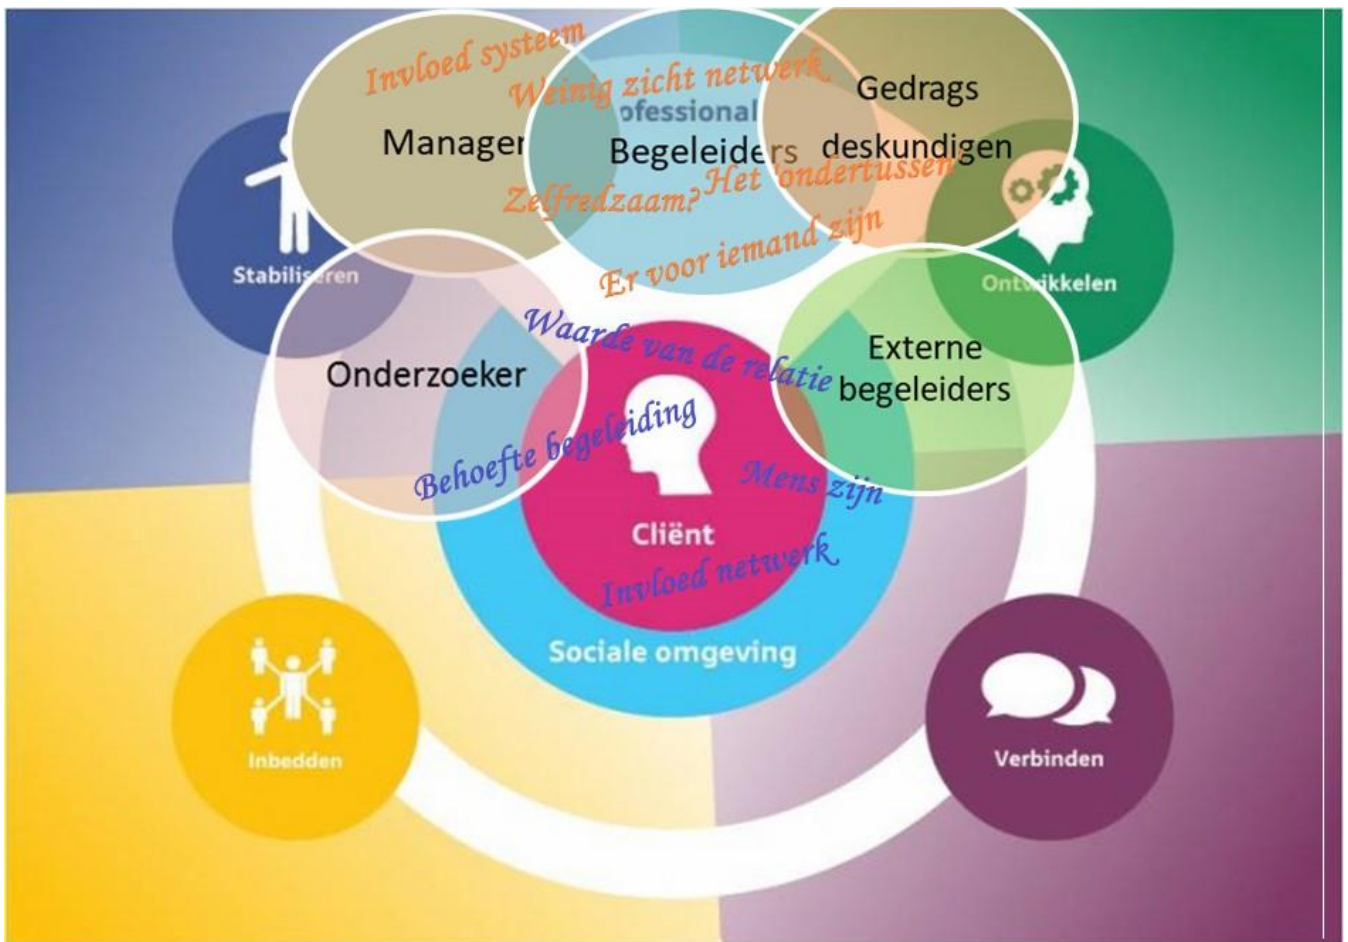 Invloed systeem
Weinig zicht netwerk
ofessional
Manager
Begeleiders
Gedrags
deskundigen
Zelfredzaam?
Het 'ondertussen'
Er voor iemand zijn
Stabiliseren
Ontwikkelen
Onderzoeker
Waarde van de relatie
Externe
begeleiders
Behoefte begeleiding
Mens zijn
Cliënt
Invloed netwerk
Sociale omgeving
Inbedden
Verbinden